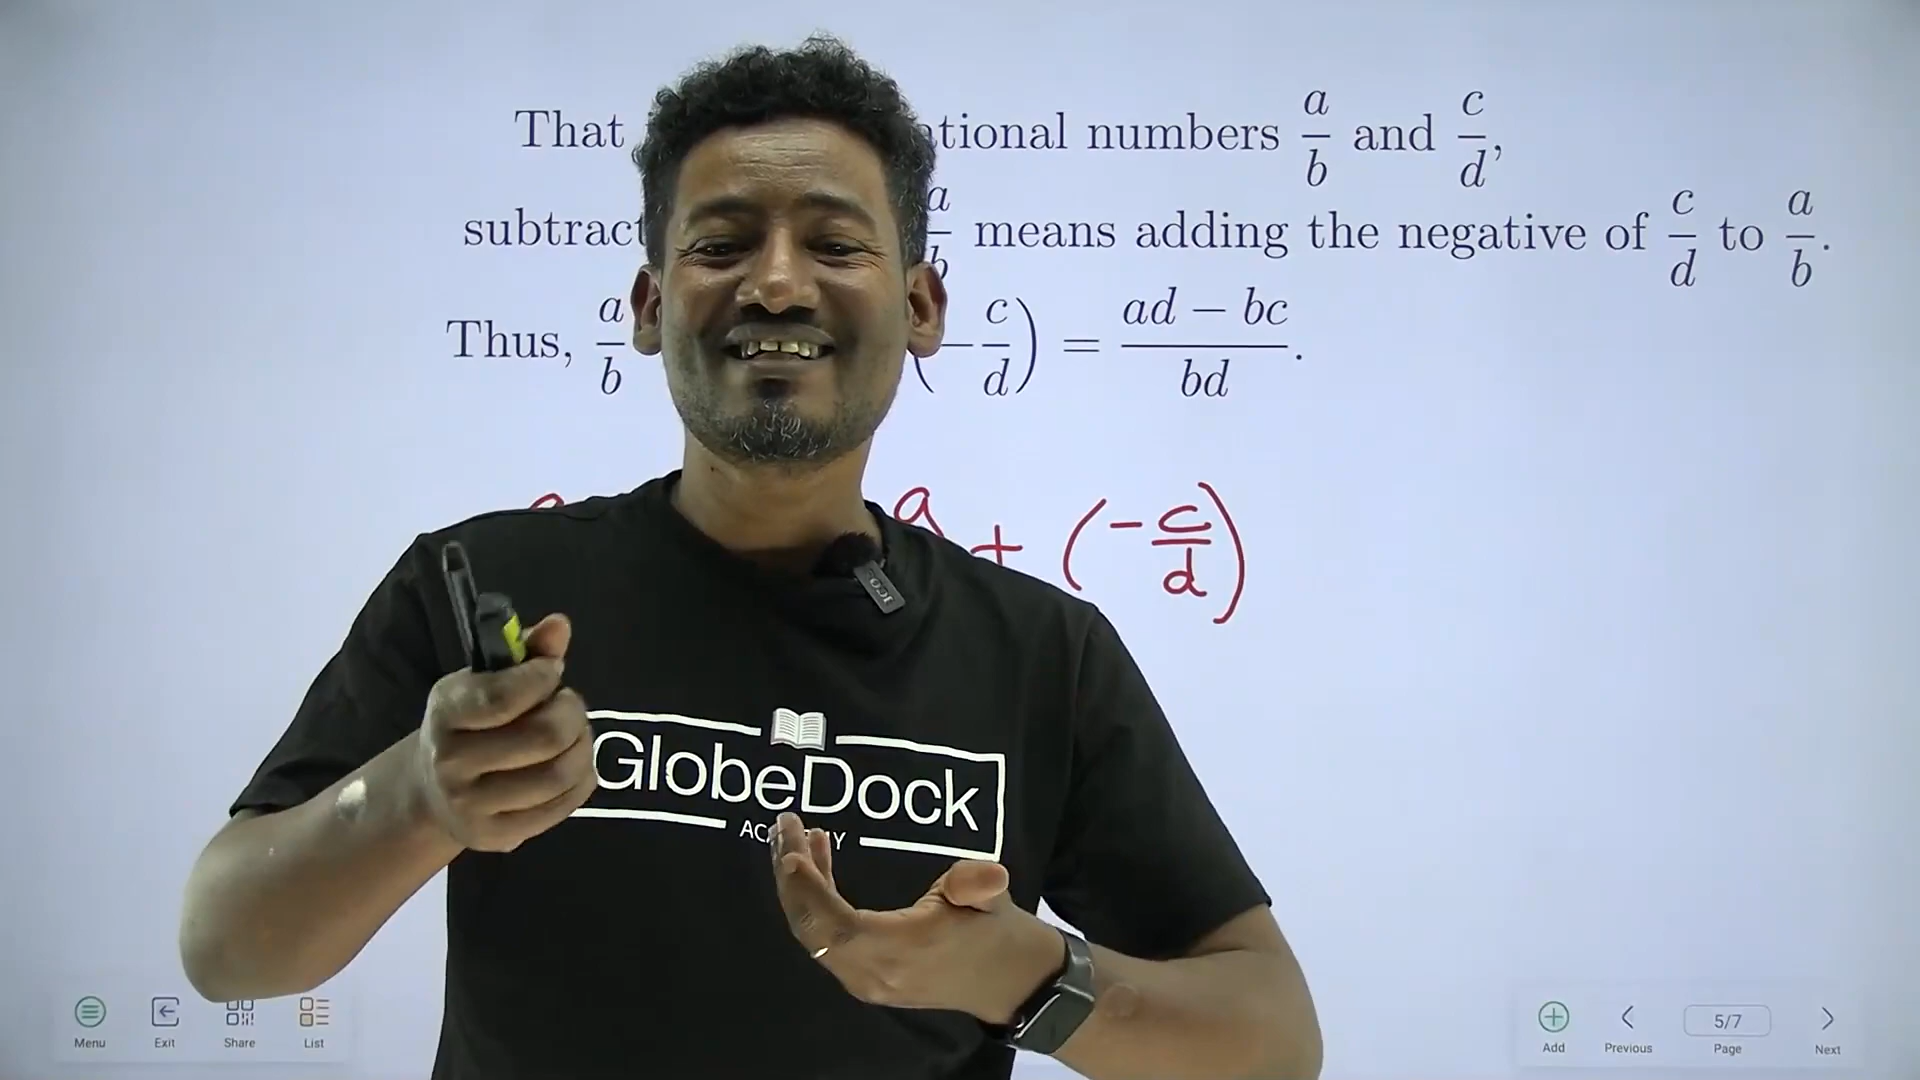 That ational numbers a/b and c/d,
subtract a/b means adding the negative of c/d to a/b.
Thus, a/b (-c/d) = ad - bc/bd.
a a + (-c/d)
GlobeDock
ACADEMY
Menu Exit Share List
Add Previous 5/7 Page Next